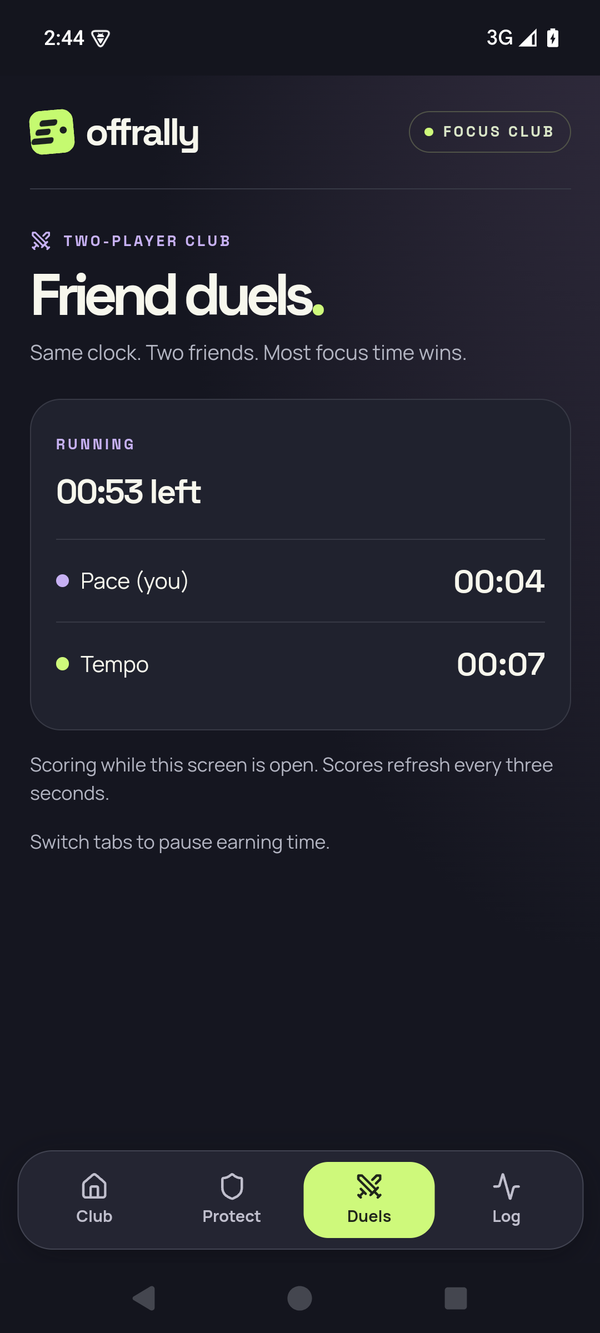 2:44
3G
offrally
FOCUS CLUB
TWO-PLAYER CLUB
Friend duels.
Same clock. Two friends. Most focus time wins.
RUNNING
00:53 left
Pace (you) 00:04
Tempo 00:07
Scoring while this screen is open. Scores refresh every three
seconds.
Switch tabs to pause earning time.
Club Protect Duels Log